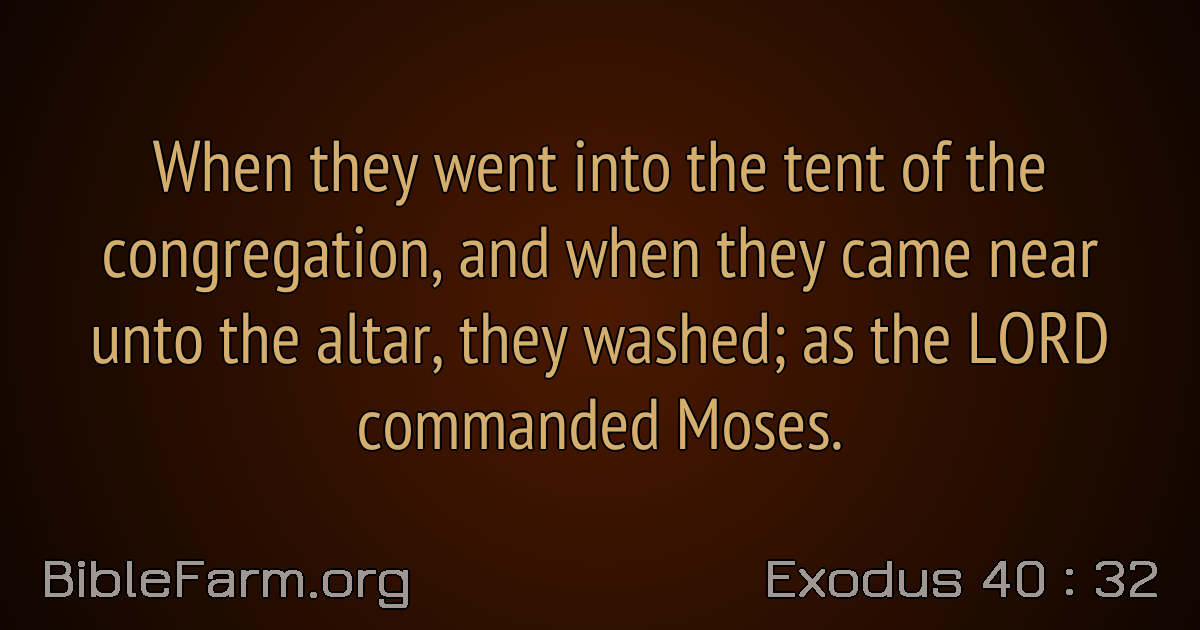 When they went into the tent of the
congregation, and when they came near
unto the altar, they washed; as the LORD
commanded Moses.
BibleFarm.org
Exodus 40 : 32